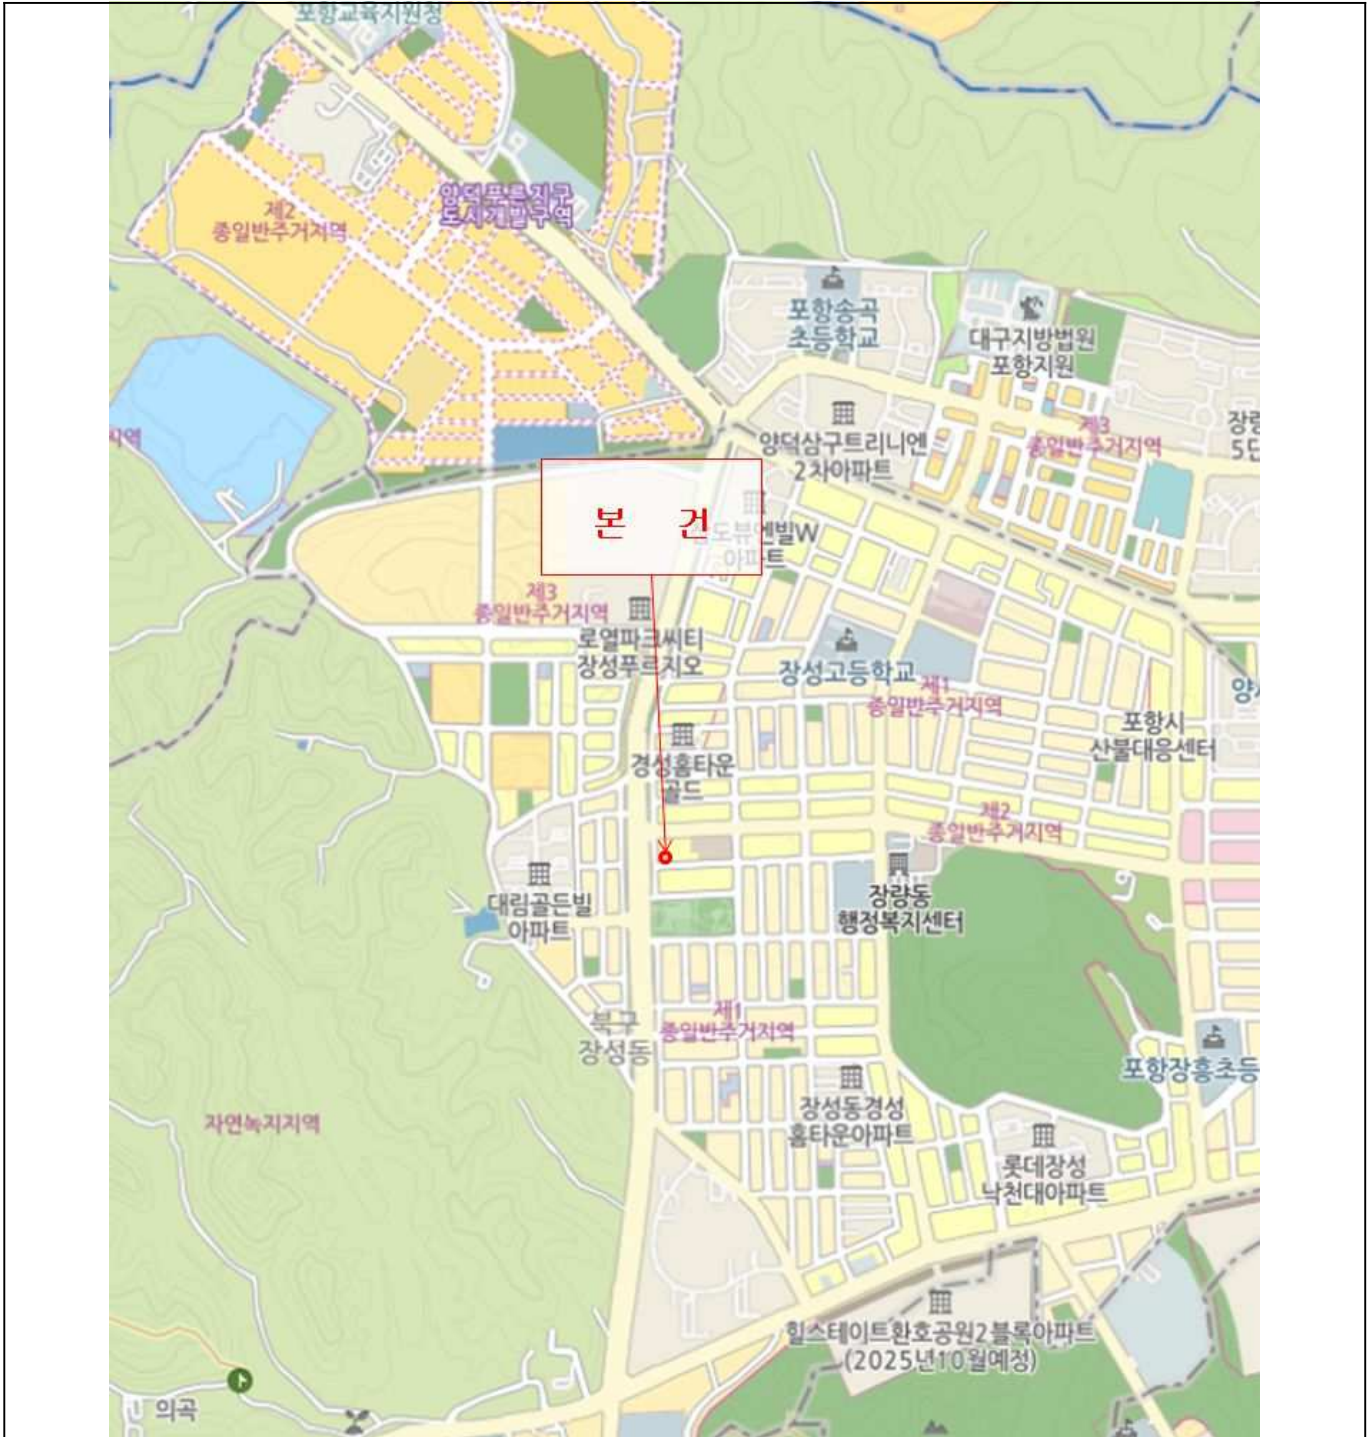 포항교육지원청
양덕푸른지구
도시개발구역
제2
종일반주거지역
포항송곡
초등학교
대구지방법원
포항지원
제3
종일반주거지역
장량
5단
지역
양덕삼구트리니엔
2차아파트
본 건
도뷰엔빌W
아파트
제3
종일반주거지역
로열파크씨티
장성푸르지오
장성고등학교
제1
종일반주거지역
포항시
산불대응센터
경성홈타운
골드
제2
종일반주거지역
대림골든빌
아파트
장량동
행정복지센터
북구
장성동
제1
종일반주거지역
포항장흥초등
자연녹지지역
장성동경성
홈타운아파트
롯데장성
낙천대아파트
힐스테이트환호공원2블록아파트
(2025년10월예정)
의곡